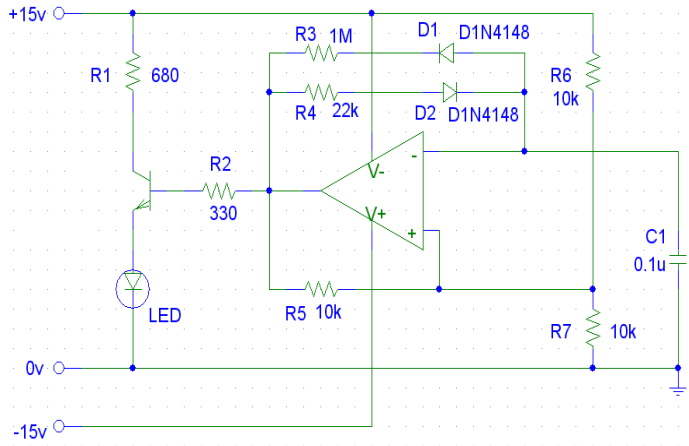 +15v
R3 1M
D1 D1N4148
R1 680
R6
10k
R4 22k
D2 D1N4148
R2
330
-
V-
V+
+
C1
0.1u
LED
R5 10k
R7 10k
0v
-15v